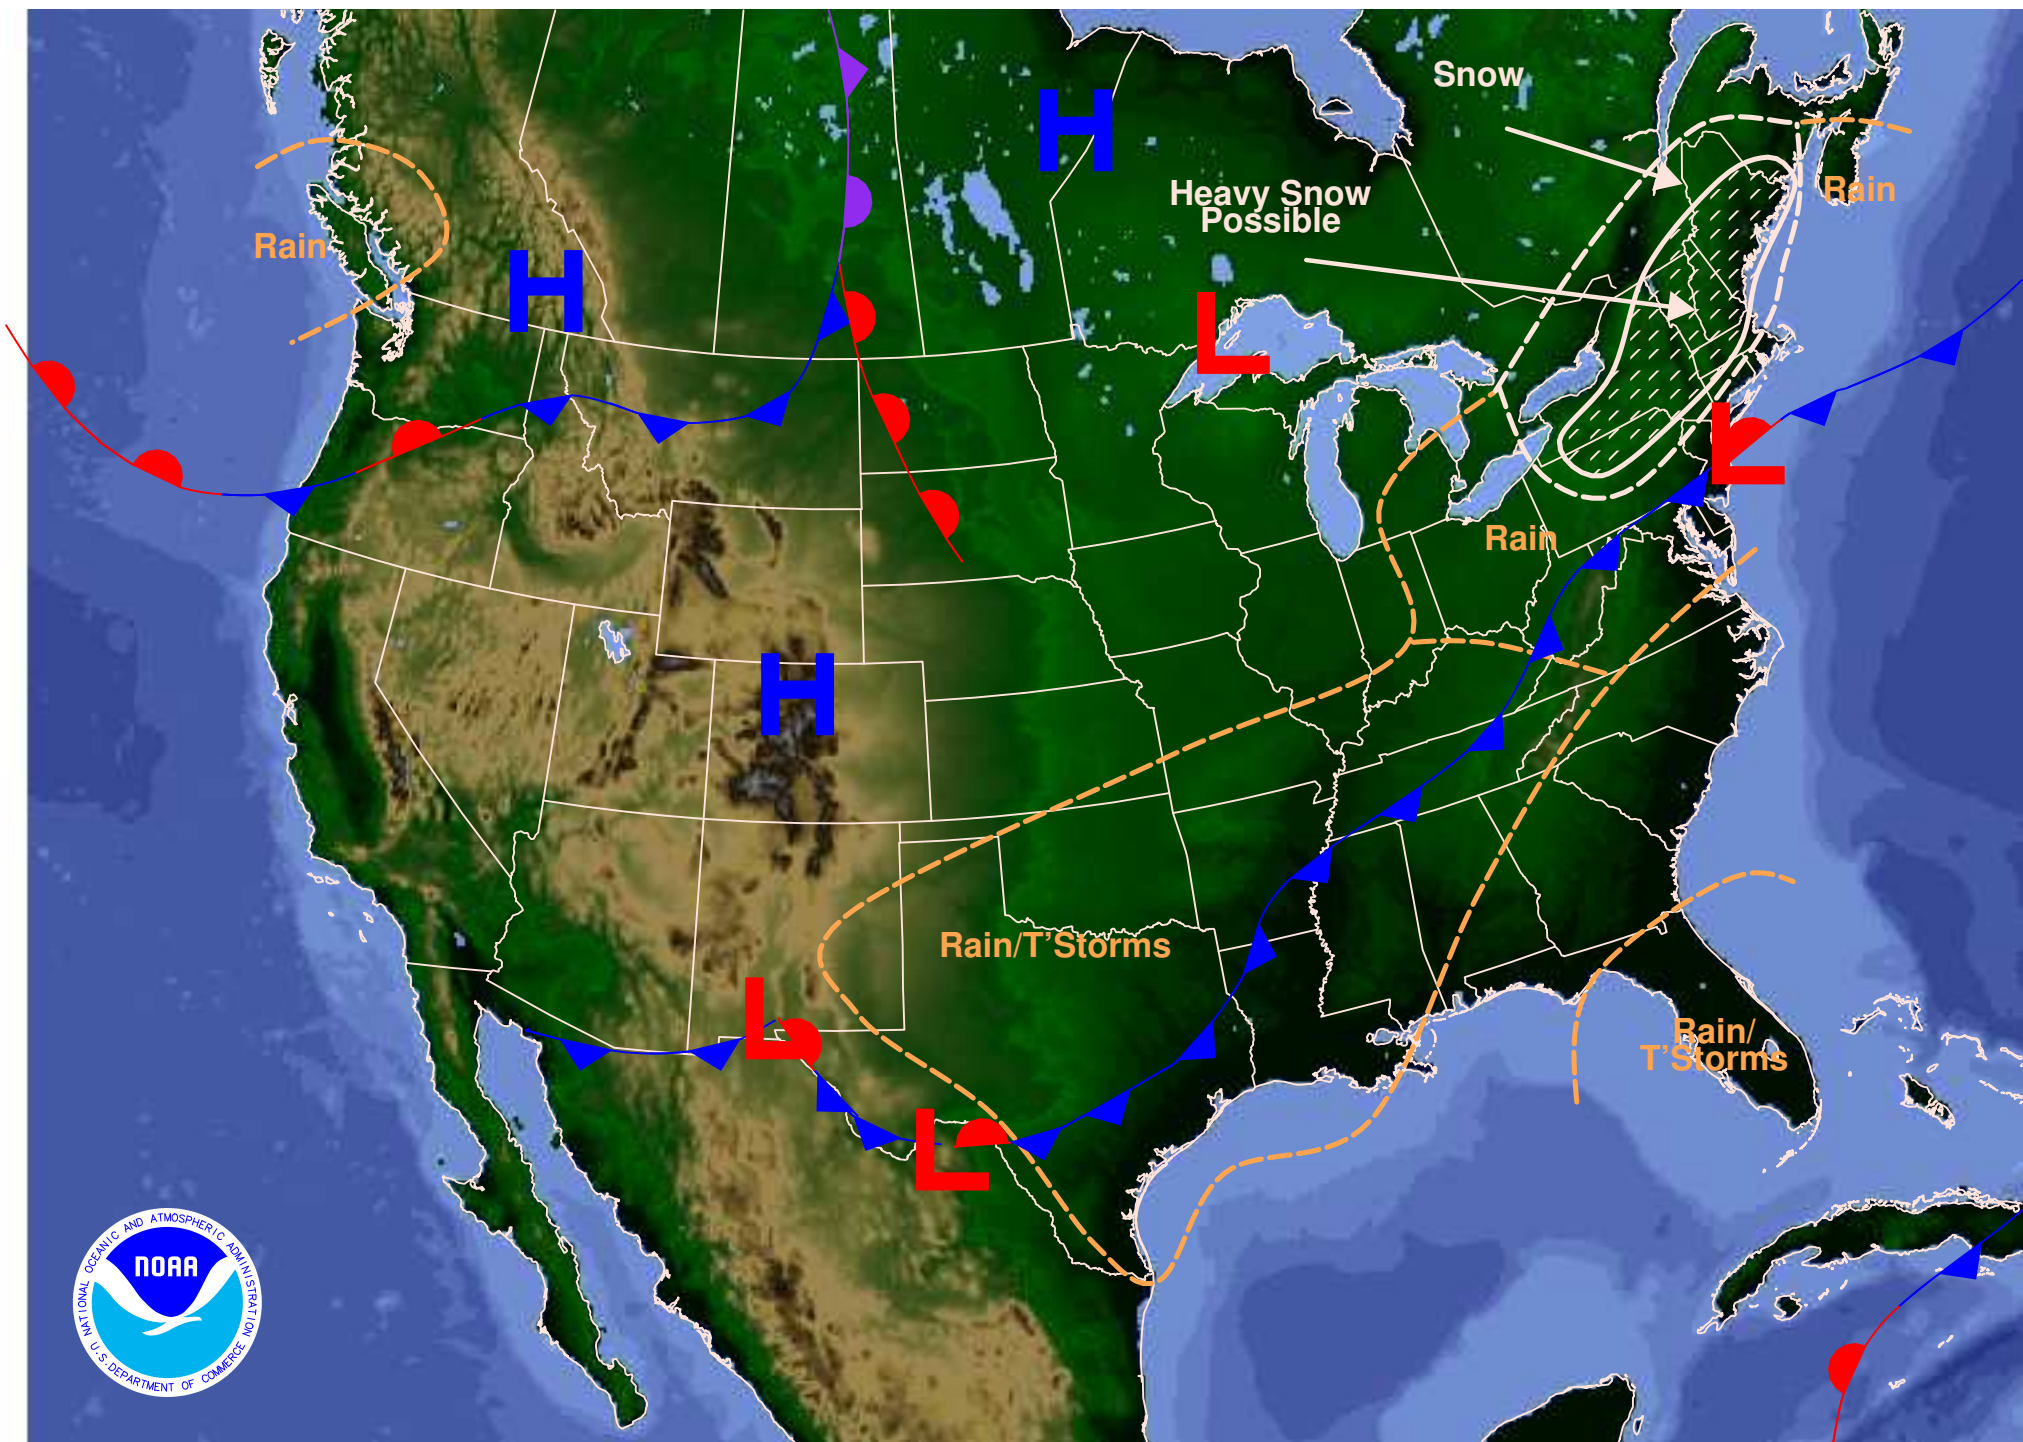 Snow
H
Heavy Snow
Possible
Rain
Rain
H
L
L
Rain
H
Rain/T'Storms
L
Rain/
T'Storms
L
NATIONAL OCEANIC AND ATMOSPHERIC ADMINISTRATION
NOAA
U.S. DEPARTMENT OF COMMERCE